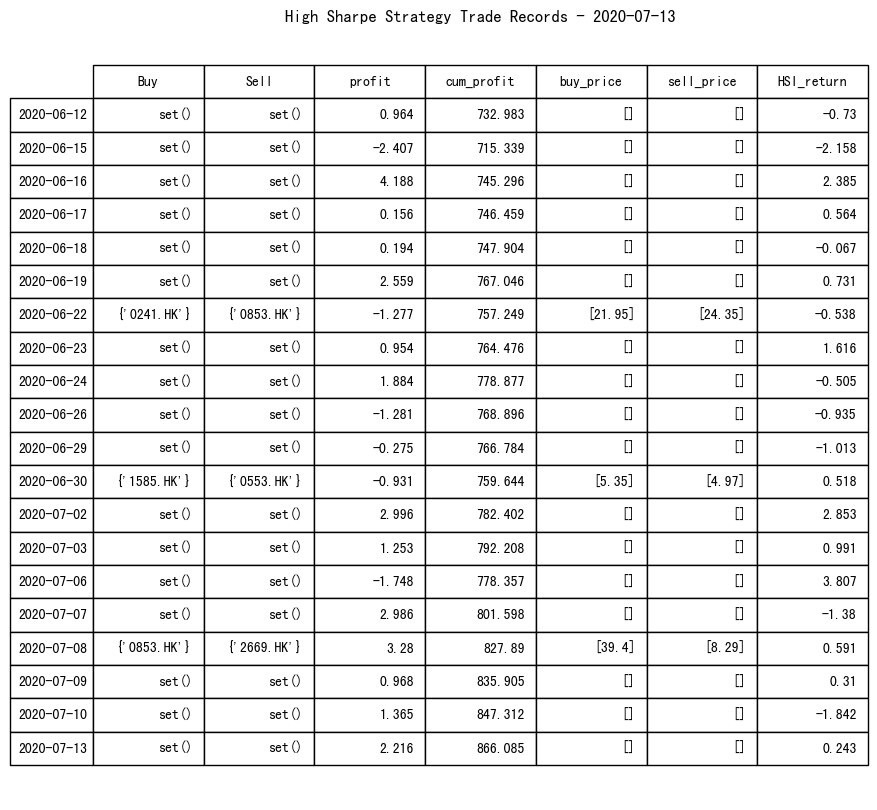 High Sharpe Strategy Trade Records - 2020-07-13
Buy Sell profit cum_profit buy_price sell_price HSI_return
2020-06-12 set() set() 0.964 732.983 [] [] -0.73
2020-06-15 set() set() -2.407 715.339 [] [] -2.158
2020-06-16 set() set() 4.188 745.296 [] [] 2.385
2020-06-17 set() set() 0.156 746.459 [] [] 0.564
2020-06-18 set() set() 0.194 747.904 [] [] -0.067
2020-06-19 set() set() 2.559 767.046 [] [] 0.731
2020-06-22 {'0241.HK'} {'0853.HK'} -1.277 757.249 [21.95] [24.35] -0.538
2020-06-23 set() set() 0.954 764.476 [] [] 1.616
2020-06-24 set() set() 1.884 778.877 [] [] -0.505
2020-06-26 set() set() -1.281 768.896 [] [] -0.935
2020-06-29 set() set() -0.275 766.784 [] [] -1.013
2020-06-30 {'1585.HK'} {'0553.HK'} -0.931 759.644 [5.35] [4.97] 0.518
2020-07-02 set() set() 2.996 782.402 [] [] 2.853
2020-07-03 set() set() 1.253 792.208 [] [] 0.991
2020-07-06 set() set() -1.748 778.357 [] [] 3.807
2020-07-07 set() set() 2.986 801.598 [] [] -1.38
2020-07-08 {'0853.HK'} {'2669.HK'} 3.28 827.89 [39.4] [8.29] 0.591
2020-07-09 set() set() 0.968 835.905 [] [] 0.31
2020-07-10 set() set() 1.365 847.312 [] [] -1.842
2020-07-13 set() set() 2.216 866.085 [] [] 0.243